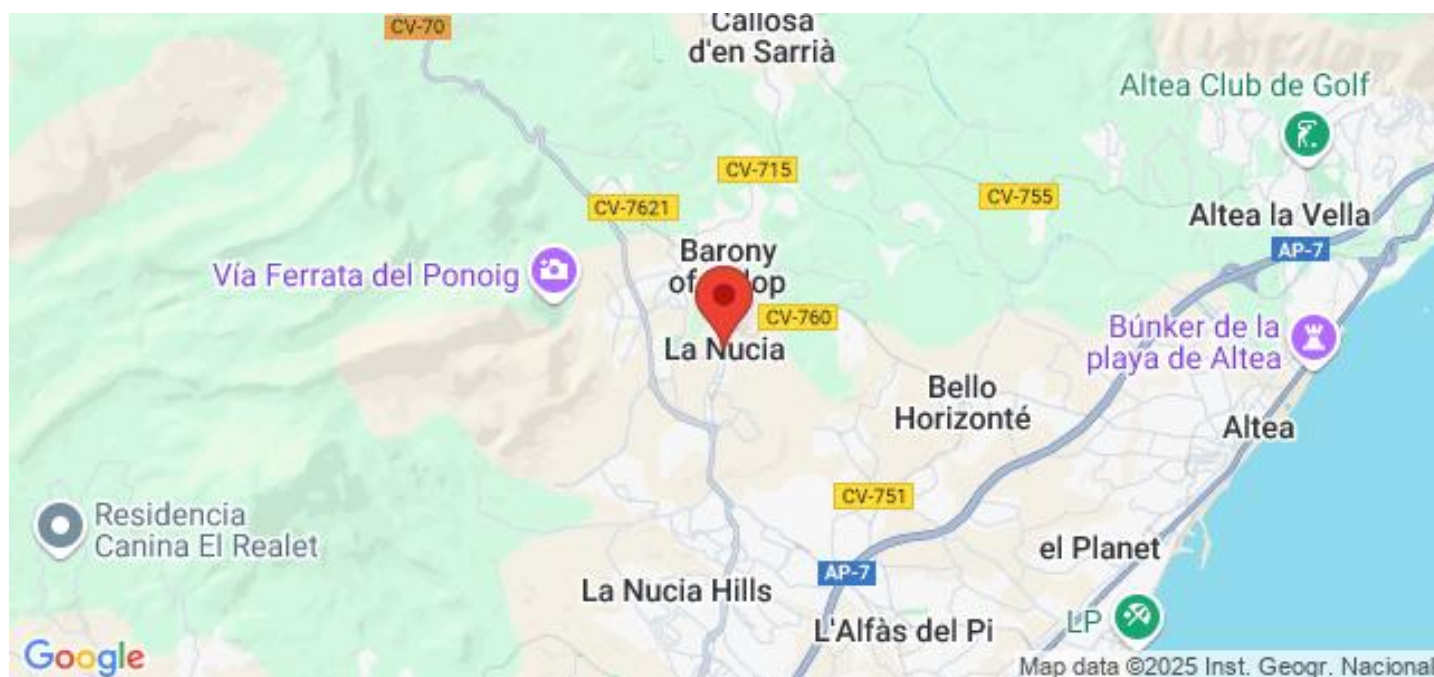 CV-70
Callosa
d'en Sarrià
Altea Club de Golf
CV-715
CV-755
CV-7621
Altea la Vella
AP-7
Barony
Vía Ferrata del Ponoig
CV-760
Búnker de la
playa de Altea
La Nucia
Bello
Horizonté
Altea
CV-751
Residencia
Canina El Realet
el Planet
AP-7
La Nucia Hills
L'Alfàs del Pi
LP
Google
Map data ©2025 Inst. Geogr. Nacional